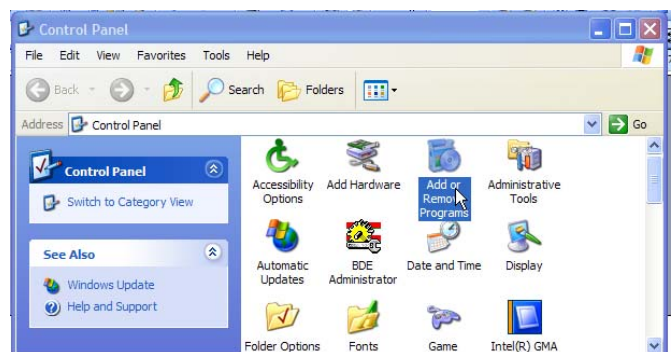 Control Panel
File Edit View Favorites Tools Help
Back Search Folders
Address Control Panel Go
Control Panel
Switch to Category View
See Also
Windows Update
Help and Support
Accessibility Options
Add Hardware
Add or Remove Programs
Administrative Tools
Automatic Updates
BDE Administrator
Date and Time
Display
Folder Options
Fonts
Game
Intel(R) GMA